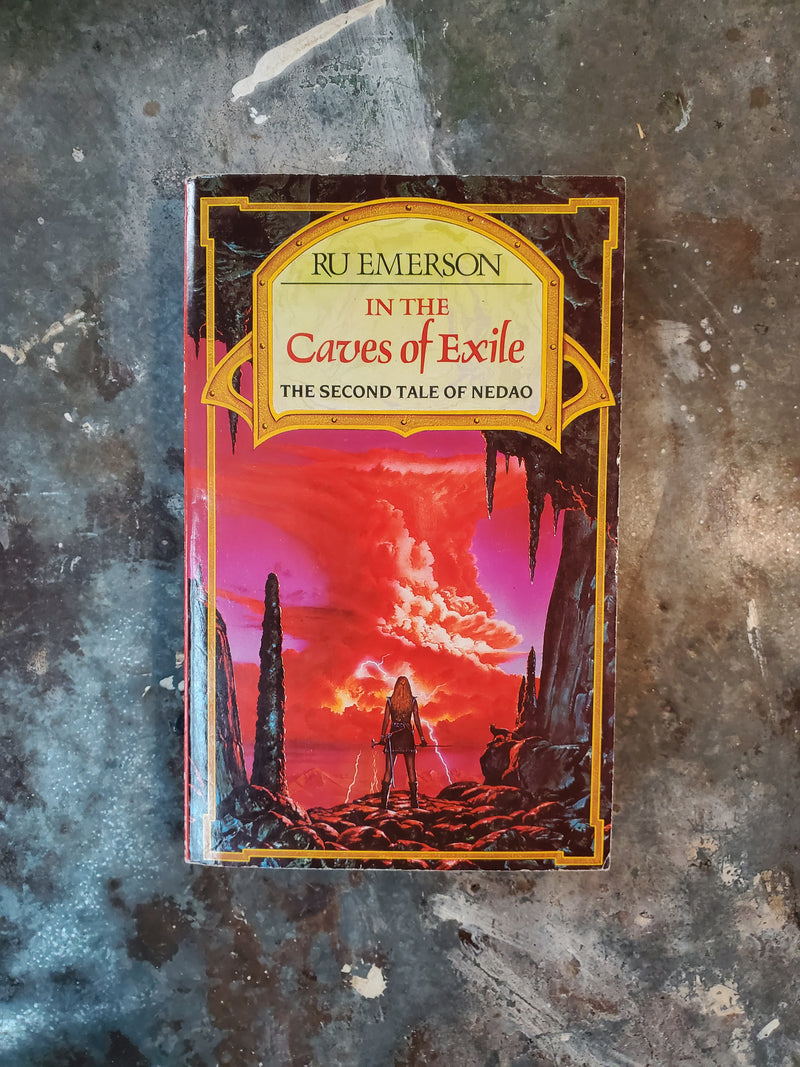 RU EMERSON
IN THE
Caves of Exile
THE SECOND TALE OF NEDAO